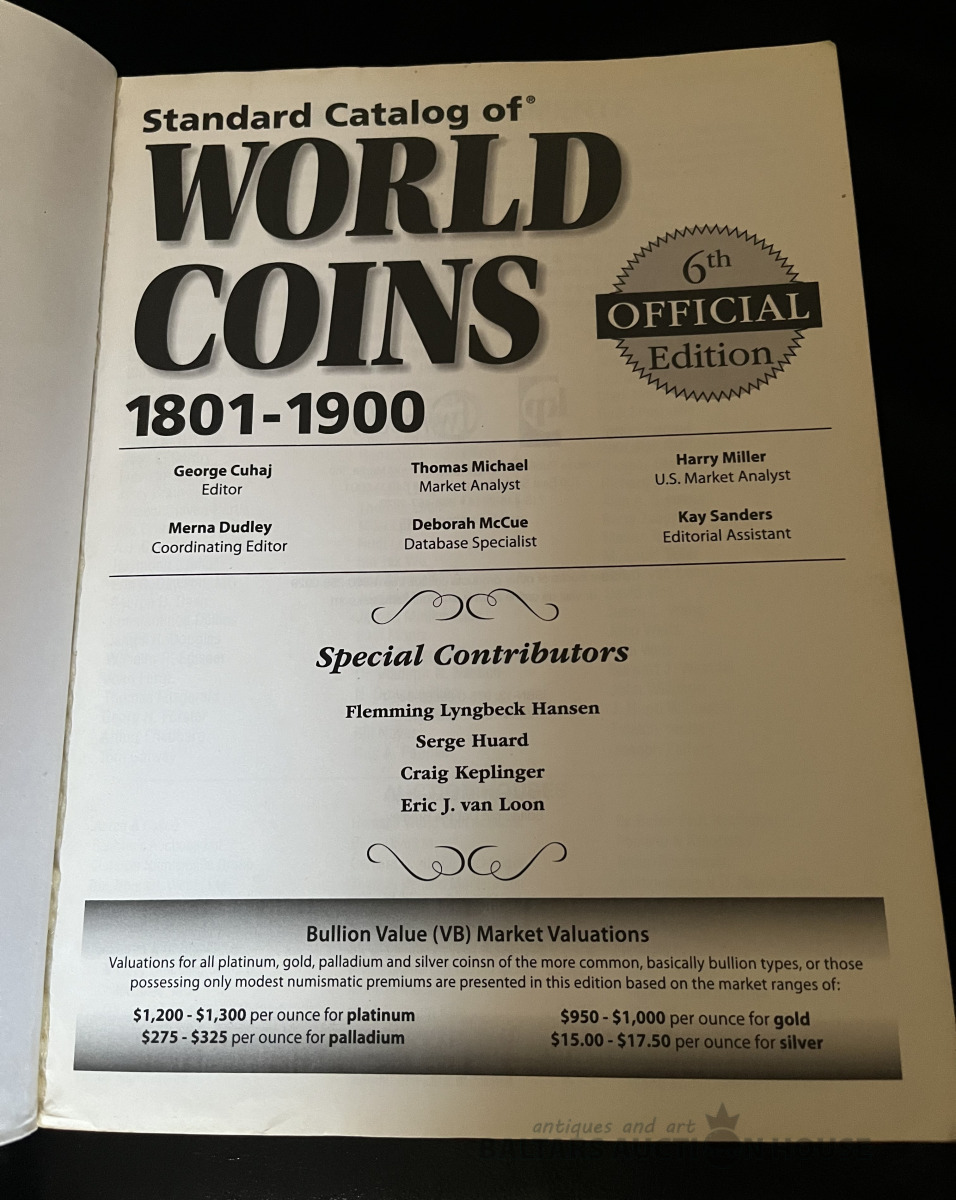 Standard Catalog of®
WORLD
COINS
1801-1900
6th
OFFICIAL
Edition
George Cuhaj
Editor
Thomas Michael
Market Analyst
Harry Miller
U.S. Market Analyst
Merna Dudley
Coordinating Editor
Deborah McCue
Database Specialist
Kay Sanders
Editorial Assistant
Special Contributors
Flemming Lyngbeck Hansen
Serge Huard
Craig Keplinger
Eric J. van Loon
Bullion Value (VB) Market Valuations
Valuations for all platinum, gold, palladium and silver coinsn of the more common, basically bullion types, or those
possessing only modest numismatic premiums are presented in this edition based on the market ranges of:
$1,200 - $1,300 per ounce for platinum
$950 - $1,000 per ounce for gold
$275 - $325 per ounce for palladium
$15.00 - $17.50 per ounce for silver
antiques and art
BALTARS AUCTION HOUSE